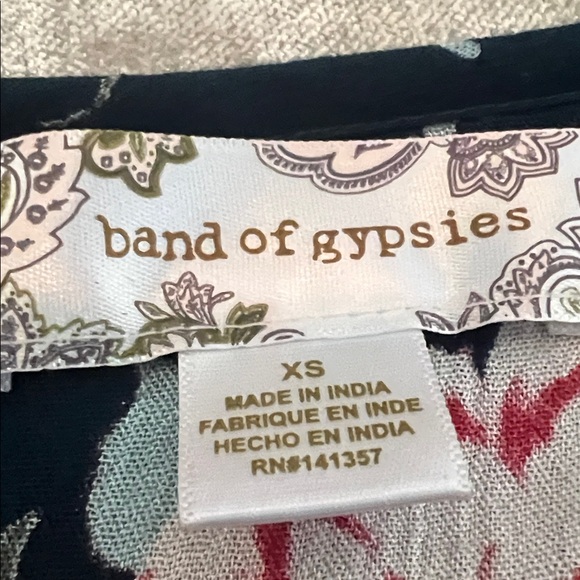 band of gypsies
XS
MADE IN INDIA
FABRIQUE EN INDE
HECHO EN INDIA
RN#141357